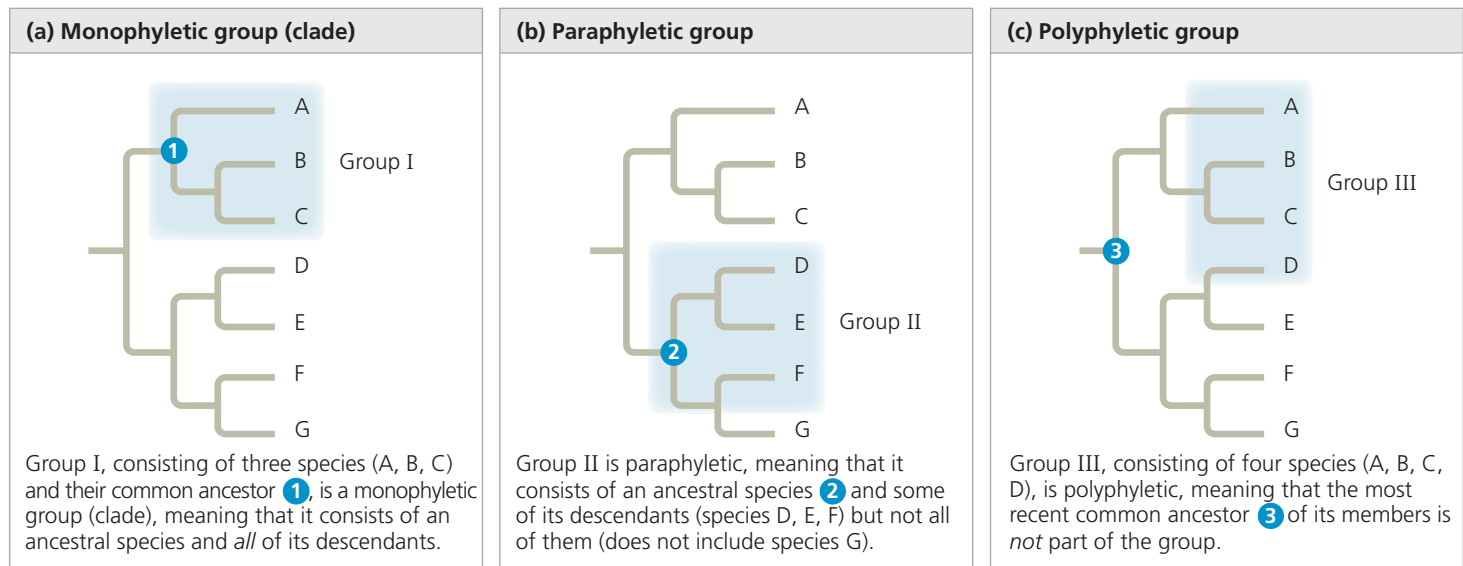 (a) Monophyletic group (clade)
A
1
B
Group I
C
D
E
F
G
Group I, consisting of three species (A, B, C)
and their common ancestor 1, is a monophyletic
group (clade), meaning that it consists of an
ancestral species and all of its descendants.
(b) Paraphyletic group
A
B
C
D
E
Group II
2
F
G
Group II is paraphyletic, meaning that it
consists of an ancestral species 2 and some
of its descendants (species D, E, F) but not all
of them (does not include species G).
(c) Polyphyletic group
A
B
Group III
C
3
D
E
F
G
Group III, consisting of four species (A, B, C,
D), is polyphyletic, meaning that the most
recent common ancestor 3 of its members is
not part of the group.